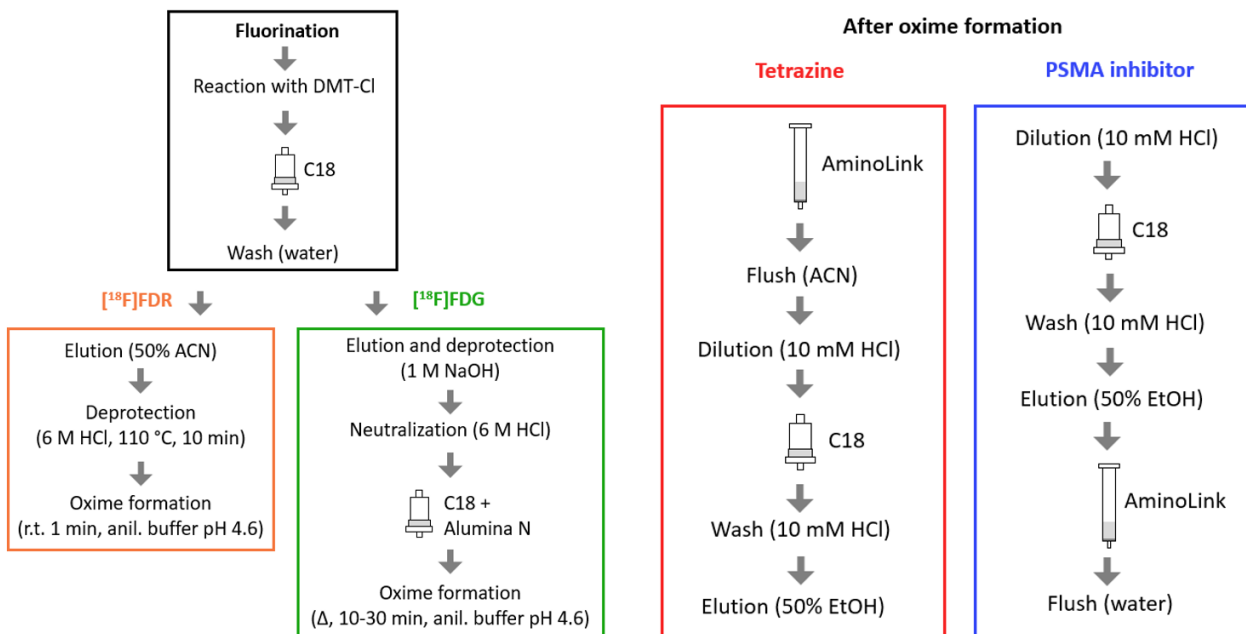 Fluorination
Reaction with DMT-Cl
C18
Wash (water)
[¹⁸F]FDR
Elution (50% ACN)
Deprotection
(6 M HCl, 110 °C, 10 min)
Oxime formation
(r.t. 1 min, anil. buffer pH 4.6)
[¹⁸F]FDG
Elution and deprotection
(1 M NaOH)
Neutralization (6 M HCl)
C18 +
Alumina N
Oxime formation
(Δ, 10-30 min, anil. buffer pH 4.6)
After oxime formation
Tetrazine
AminoLink
Flush (ACN)
Dilution (10 mM HCl)
C18
Wash (10 mM HCl)
Elution (50% EtOH)
PSMA inhibitor
Dilution (10 mM HCl)
C18
Wash (10 mM HCl)
Elution (50% EtOH)
AminoLink
Flush (water)